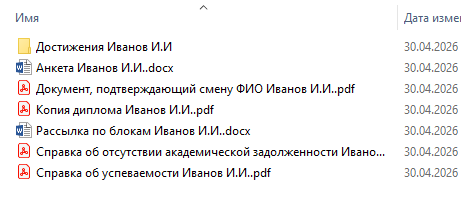 Имя Дата измен
Достижения Иванов И.И 30.04.2026
Анкета Иванов И.И..docx 30.04.2026
Документ, подтверждающий смену ФИО Иванов И.И..pdf 30.04.2026
Копия диплома Иванов И.И..pdf 30.04.2026
Рассылка по блокам Иванов И.И..docx 30.04.2026
Справка об отсутствии академической задолженности Ивано... 30.04.2026
Справка об успеваемости Иванов И.И..pdf 30.04.2026